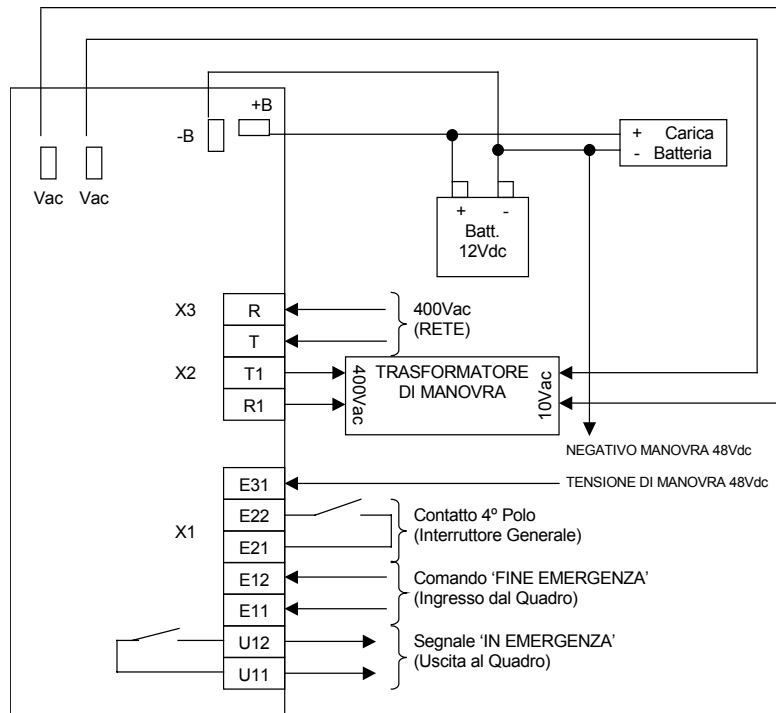 +B
-B
Vac
Vac
+ Carica
- Batteria
+ -
Batt.
12Vdc
X3
R
T
400Vac
(RETE)
X2
T1
R1
400Vac
TRASFORMATORE
DI MANOVRA
10Vac
NEGATIVO MANOVRA 48Vdc
TENSIONE DI MANOVRA 48Vdc
X1
E31
E22
E21
Contatto 4º Polo
(Interruttore Generale)
E12
E11
Comando ‘FINE EMERGENZA’
(Ingresso dal Quadro)
U12
U11
Segnale ‘IN EMERGENZA’
(Uscita al Quadro)